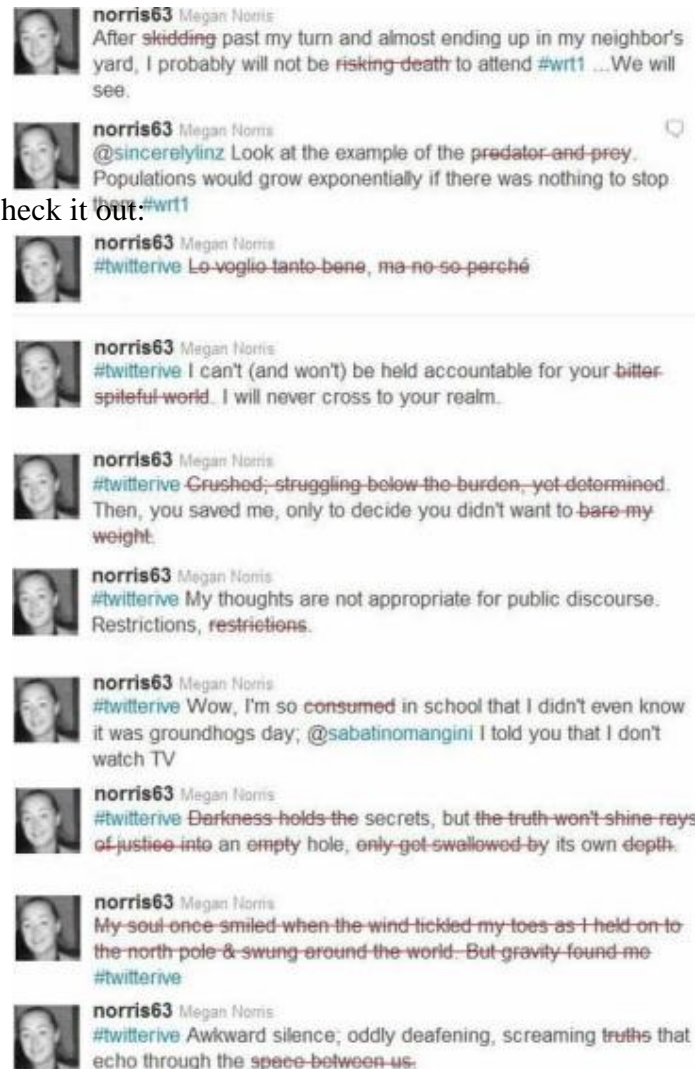 norris63 Megan Norris
After skidding past my turn and almost ending up in my neighbor's
yard, I probably will not be risking death to attend #wrt1 ...We will
see.
norris63 Megan Norris
@sincerelylinz Look at the example of the predator and prey.
Populations would grow exponentially if there was nothing to stop
them #wrt1
heck it out:
norris63 Megan Norris
#twitterive Lo voglio tanto bene, ma no so perché
norris63 Megan Norris
#twitterive I can't (and won't) be held accountable for your bitter
spiteful world. I will never cross to your realm.
norris63 Megan Norris
#twitterive Crushed; struggling below the burden, yet determined.
Then, you saved me, only to decide you didn't want to bare my
weight.
norris63 Megan Norris
#twitterive My thoughts are not appropriate for public discourse.
Restrictions, restrictions.
norris63 Megan Norris
#twitterive Wow, I'm so consumed in school that I didn't even know
it was groundhogs day; @sabatinomangini I told you that I don't
watch TV
norris63 Megan Norris
#twitterive Darkness holds the secrets, but the truth won't shine rays
of justice into an empty hole, only get swallowed by its own depth.
norris63 Megan Norris
My soul once smiled when the wind tickled my toes as I held on to
the north pole & swung around the world. But gravity found me
#twitterive
norris63 Megan Norris
#twitterive Awkward silence; oddly deafening, screaming truths that
echo through the space between us.